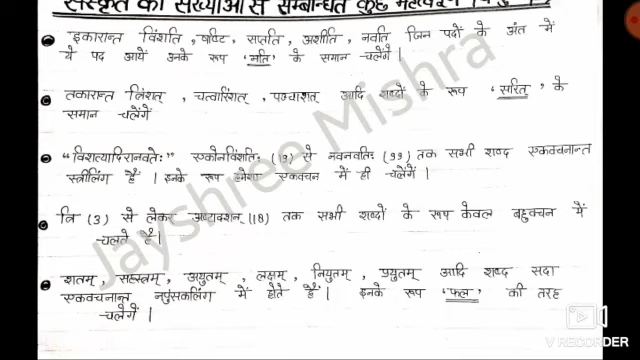 संस्कृत की संख्याओं से सम्बन्धित कुछ महत्वपूर्ण
इकारान्त विंशति, षष्टि, सप्तति, अशीति, नवति जिन पदों के अंत में
ये पद आयें उनके रूप 'मति' के समान चलेंगे।
तकारान्त त्रिंशत्, चत्वारिंशत्, पञ्चाशत् आदि शब्दों के रूप 'सरित्' के
समान चलेंगें
"विंशत्यादिरानवतेः" एकोनविंशतिः (19) से नवनवतिः (99) तक सभी शब्द एकवचनान्त
स्त्रीलिंग हैं। इनके रूप हमेशा एकवचन में ही चलेंगें।
त्रि (3) से लेकर अष्टादशन् (18) तक सभी शब्दों के रूप केवल बहुवचन में
चलते हैं।
शतम्, सहस्त्रम्, अयुतम्, लक्षम्, नियुतम्, प्रयुतम् आदि शब्द सदा
एकवचनान्त नपुंसकलिंग में होते हैं। इनके रूप 'फल' की तरह
चलेगें।
Jayshree Mishra
V RECORDER